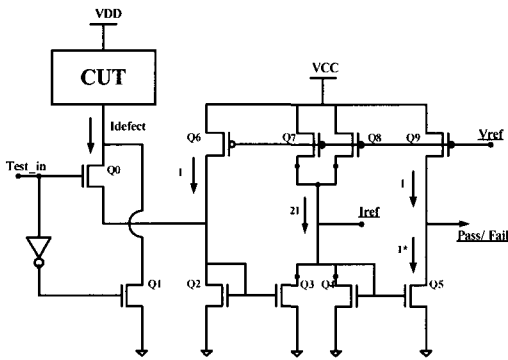 VDD
CUT
VCC
Idefect
Q6
Q7
Q8
Q9
Vref
Test_in
Q0
I
I
2I
Iref
Pass/ Fail
I*
Q1
Q2
Q3
Q4
Q5